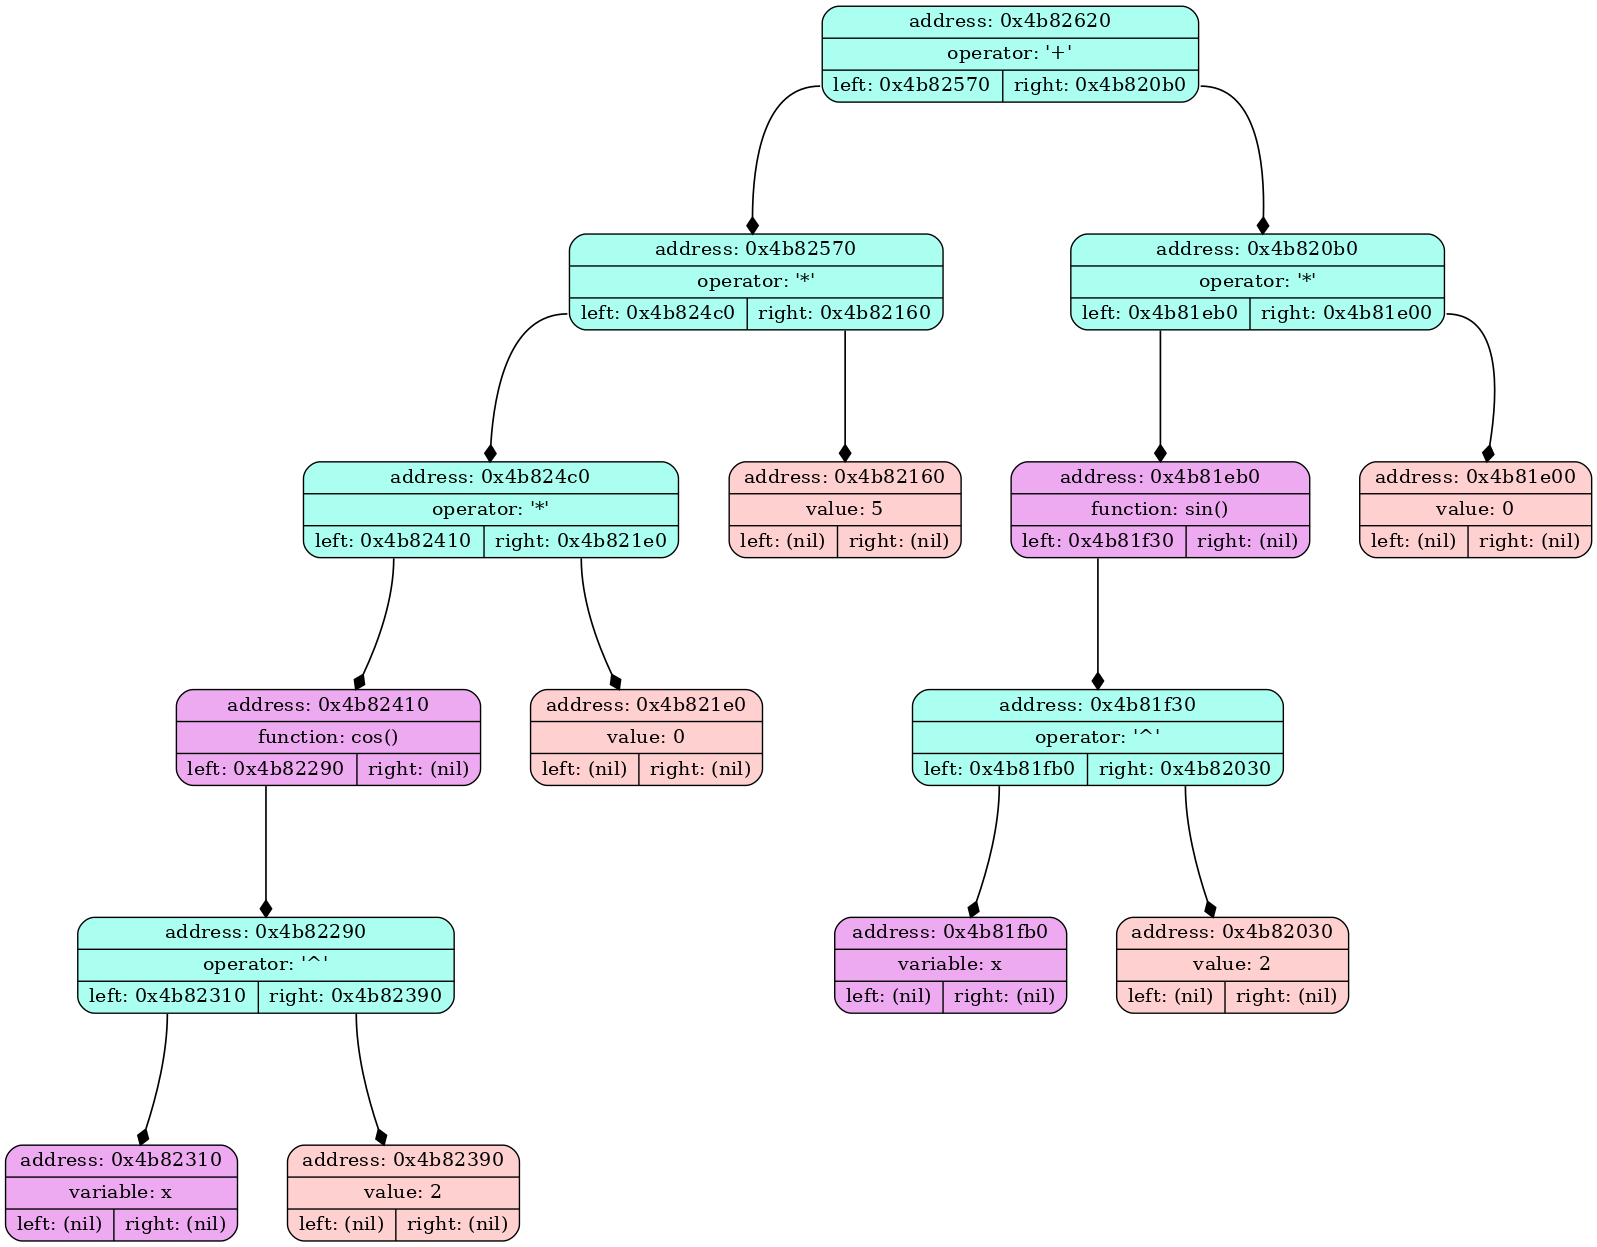 address: 0x4b82620
operator: '+'
left: 0x4b82570 right: 0x4b820b0
address: 0x4b82570
operator: '*'
left: 0x4b824c0 right: 0x4b82160
address: 0x4b820b0
operator: '*'
left: 0x4b81eb0 right: 0x4b81e00
address: 0x4b824c0
operator: '*'
left: 0x4b82410 right: 0x4b821e0
address: 0x4b82160
value: 5
left: (nil) right: (nil)
address: 0x4b81eb0
function: sin()
left: 0x4b81f30 right: (nil)
address: 0x4b81e00
value: 0
left: (nil) right: (nil)
address: 0x4b82410
function: cos()
left: 0x4b82290 right: (nil)
address: 0x4b821e0
value: 0
left: (nil) right: (nil)
address: 0x4b81f30
operator: '^'
left: 0x4b81fb0 right: 0x4b82030
address: 0x4b82290
operator: '^'
left: 0x4b82310 right: 0x4b82390
address: 0x4b81fb0
variable: x
left: (nil) right: (nil)
address: 0x4b82030
value: 2
left: (nil) right: (nil)
address: 0x4b82310
variable: x
left: (nil) right: (nil)
address: 0x4b82390
value: 2
left: (nil) right: (nil)